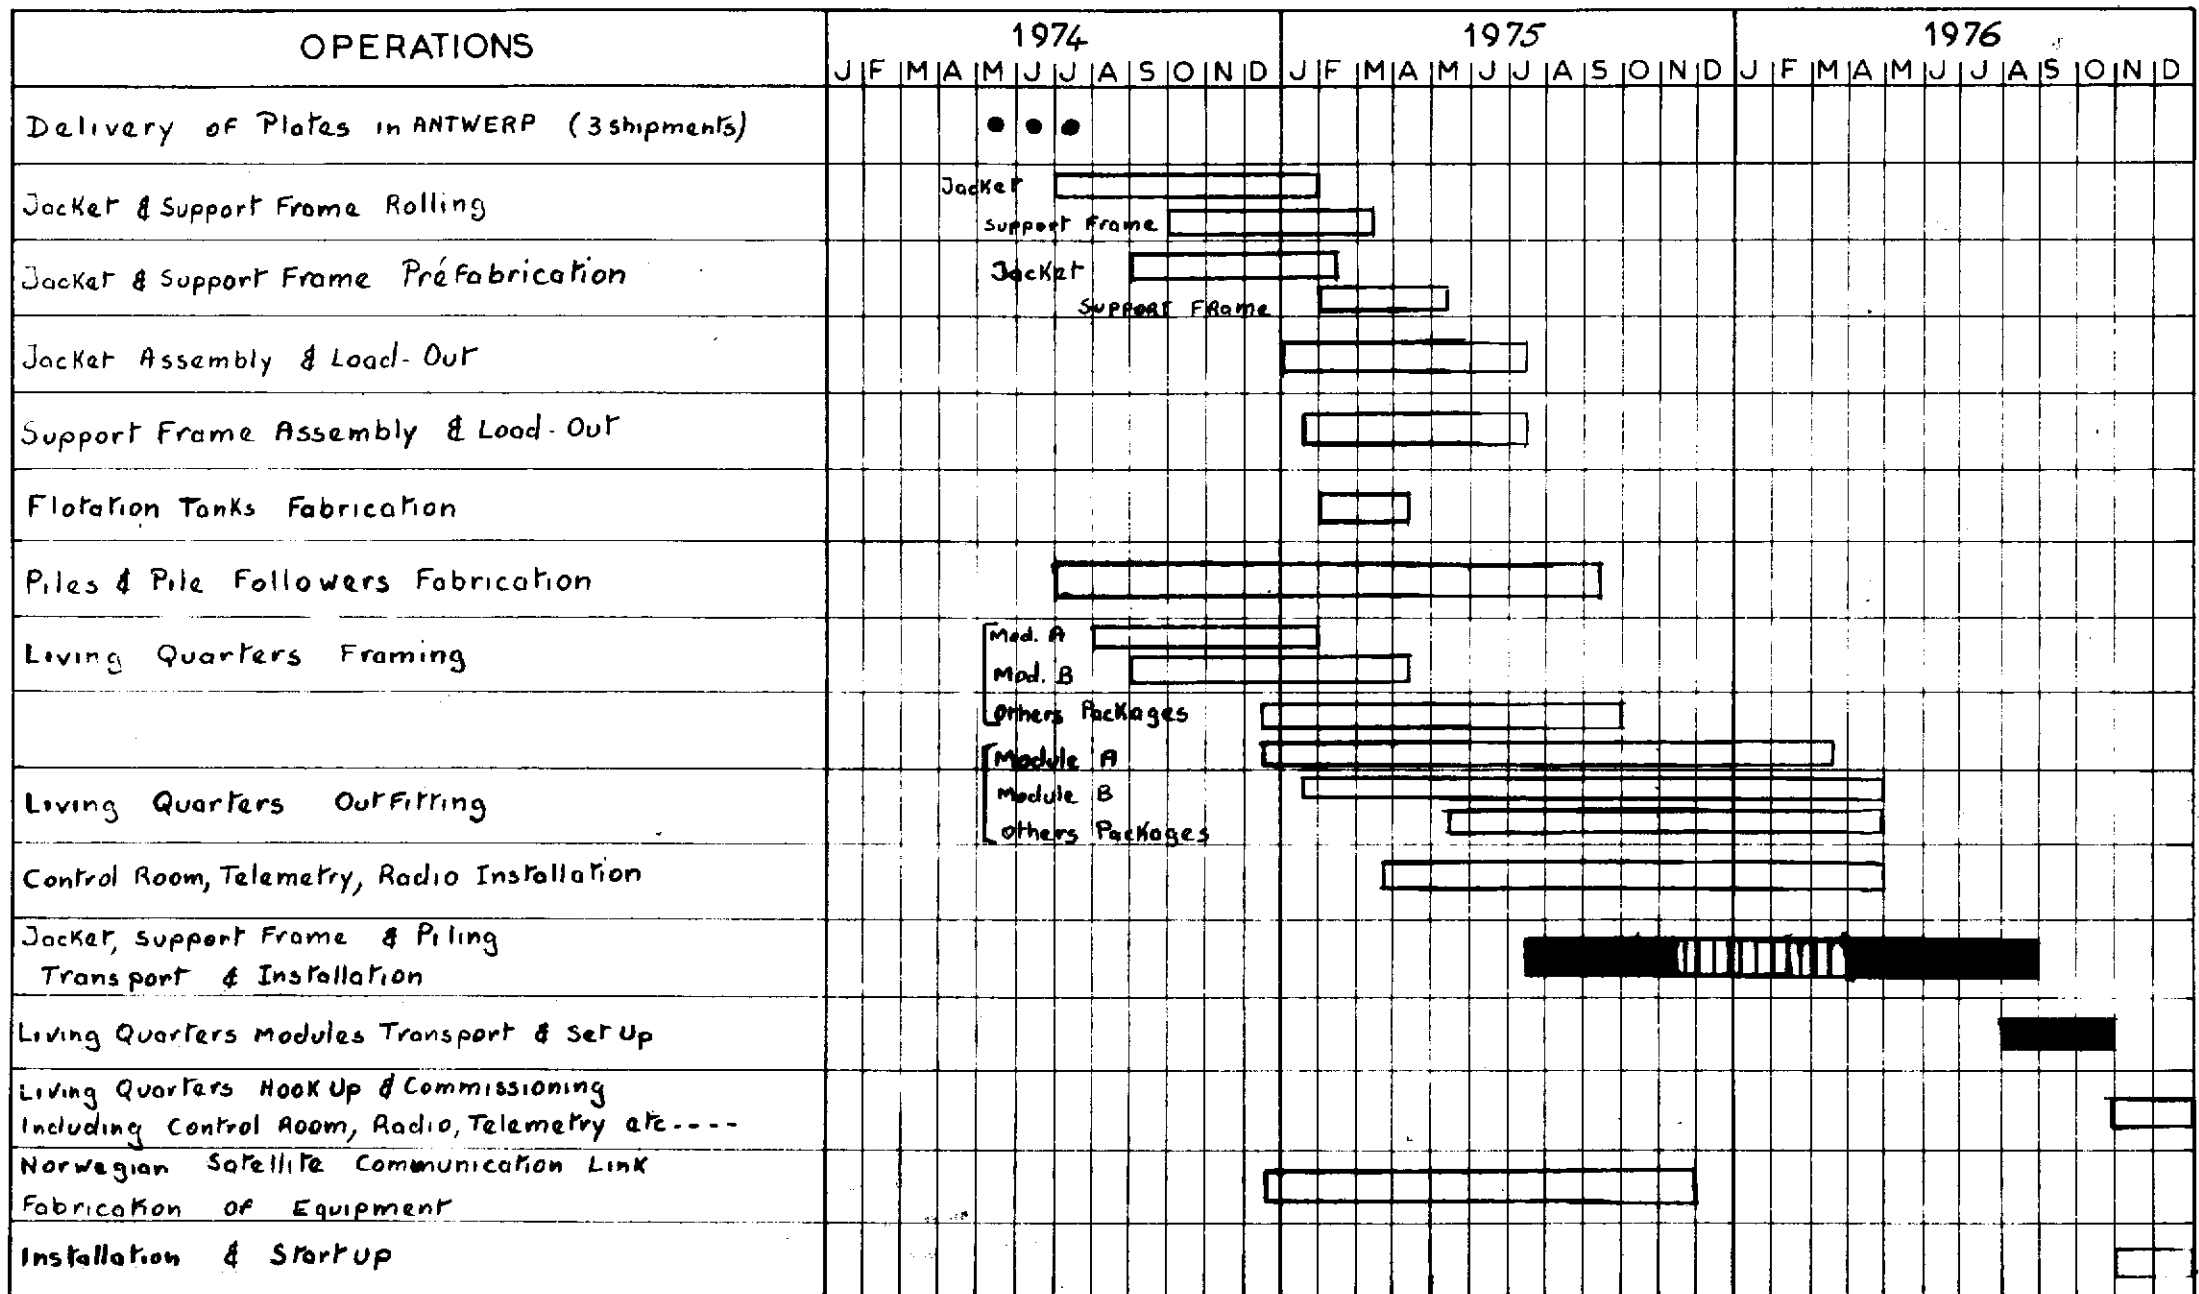 OPERATIONS
1974 1975 1976
J F M A M J J A S O N D J F M A M J J A S O N D J F M A M J J A S O N D
Delivery of Plates in ANTWERP (3 shipments)
Jacket & Support Frame Rolling
Jacket
Support Frame
Jacket & Support Frame Préfabrication
Jacket
Support Frame
Jacket Assembly & Load-Out
Support Frame Assembly & Load-Out
Flotation Tanks Fabrication
Piles & Pile Followers Fabrication
Living Quarters Framing
Mod. A
Mod. B
Others Packages
Living Quarters OutFitting
Module A
Module B
Others Packages
Control Room, Telemetry, Radio Installation
Jacket, Support Frame & Piling
Transport & Installation
Living Quarters Modules Transport & Set Up
Living Quarters Hook Up & Commissioning
Including Control Room, Radio, Telemetry etc----
Norwegian Satellite Communication Link
Fabrication of Equipment
Installation & Start up